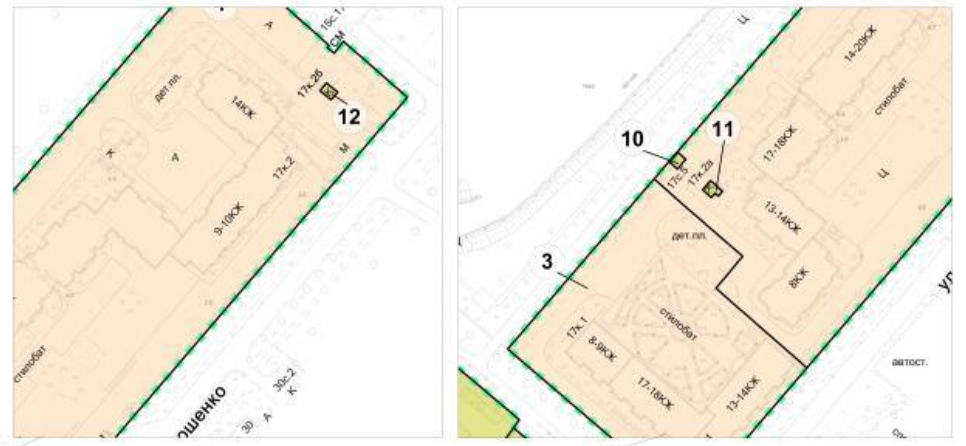 15с.17
СМ
А
дет.пл.
14КЖ
17к.2б
12
М
К
А
17к.2
9-10КЖ
стилобат
ошенко
30с.2
30
А
К
Ц
14-20КЖ
стилобат
10
11
17-18КЖ
17с.5
17к.2а
Ц
13-14КЖ
дет.пл.
3
8КЖ
ул
17к.1
8-9КЖ
стилобат
17-18КЖ
13-14КЖ
автост.